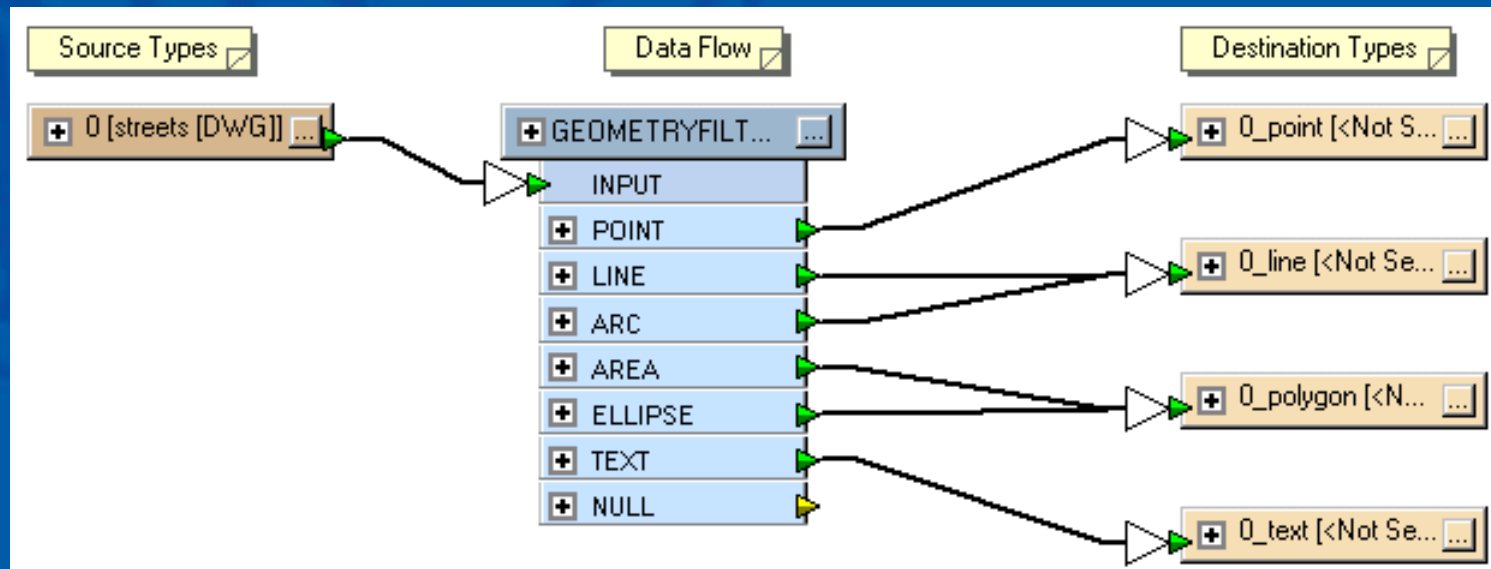 Source Types
Data Flow
Destination Types
0 [streets [DWG]] ...
GEOMETRYFILT... ...
INPUT
POINT
LINE
ARC
AREA
ELLIPSE
TEXT
NULL
0_point [<Not S... ...
0_line [<Not Se... ...
0_polygon [<N... ...
0_text [<Not Se... ...